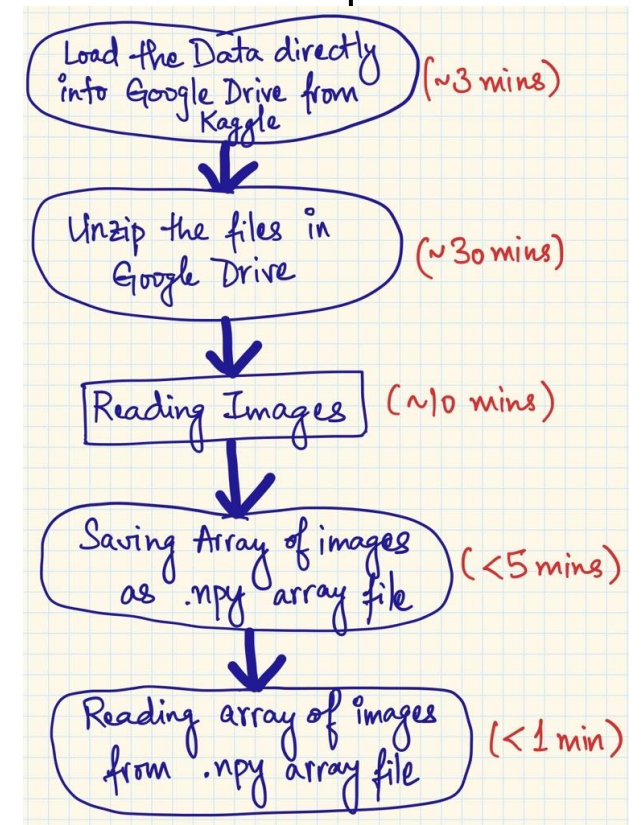 Load the Data directly
into Google Drive from
Kaggle
(~3 mins)
Unzip the files in
Google Drive
(~30 mins)
Reading Images
(~10 mins)
Saving Array of images
as .npy array file
(<5 mins)
Reading array of images
from .npy array file
(<1 min)